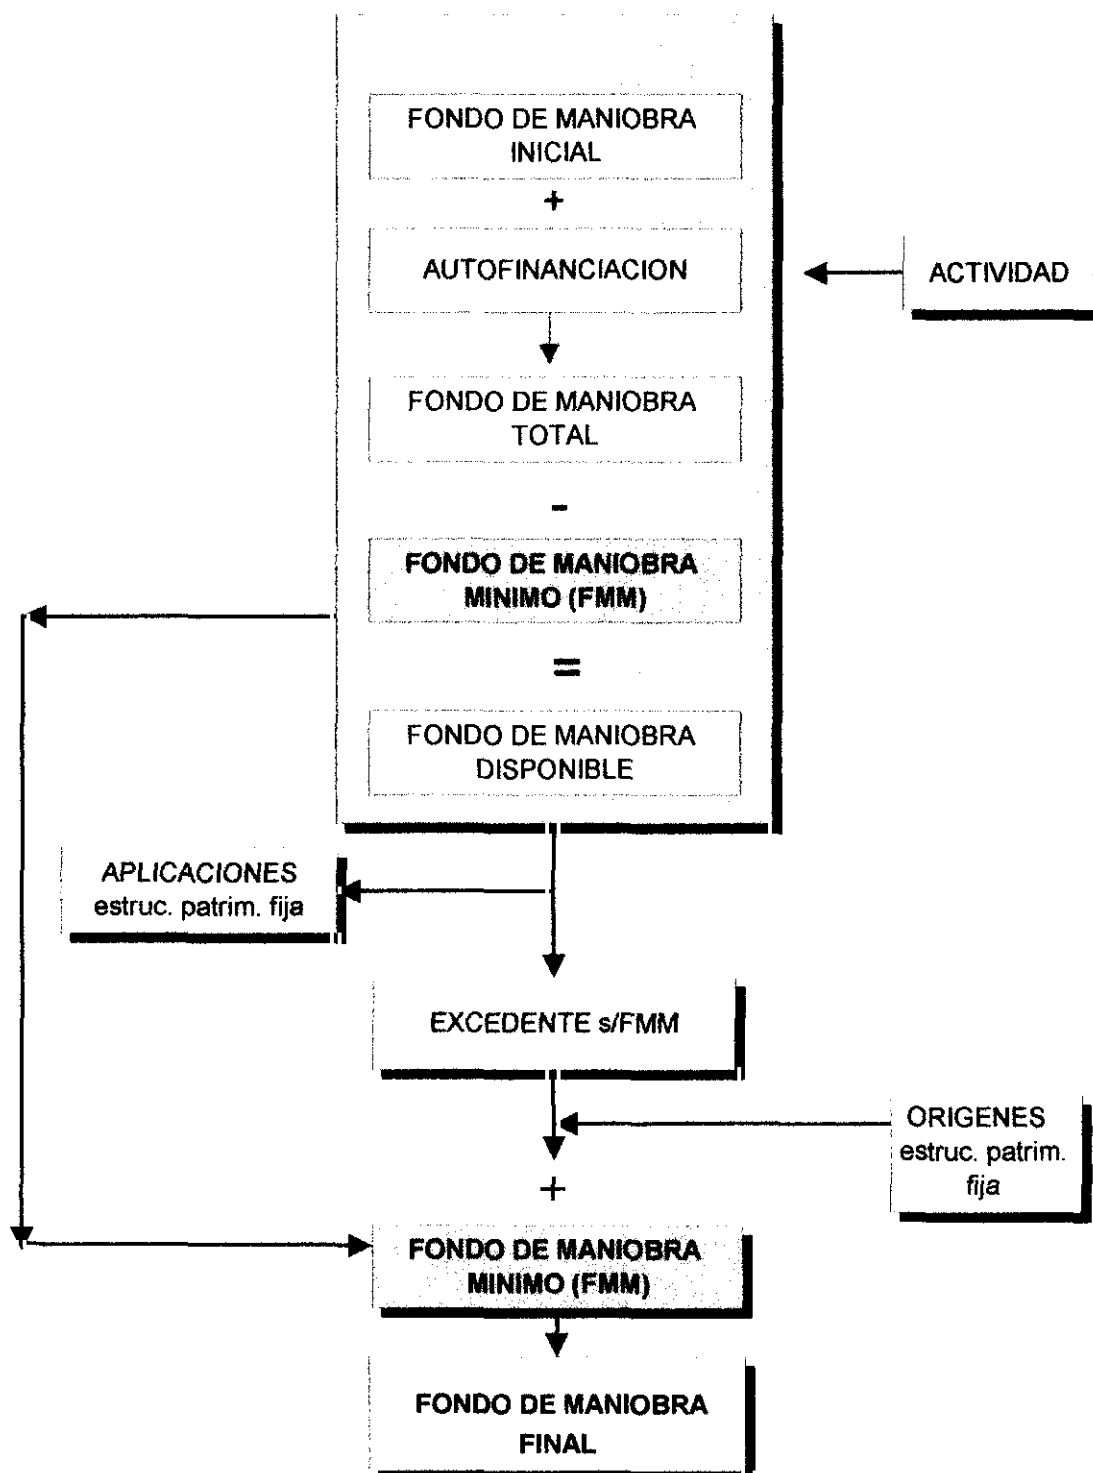 FONDO DE MANIOBRA
INICIAL
+
AUTOFINANCIACION
ACTIVIDAD
FONDO DE MANIOBRA
TOTAL
-
FONDO DE MANIOBRA
MINIMO (FMM)
=
FONDO DE MANIOBRA
DISPONIBLE
APLICACIONES
estruc. patrim. fija
EXCEDENTE s/FMM
ORIGENES
estruc. patrim.
fija
+
FONDO DE MANIOBRA
MINIMO (FMM)
FONDO DE MANIOBRA
FINAL